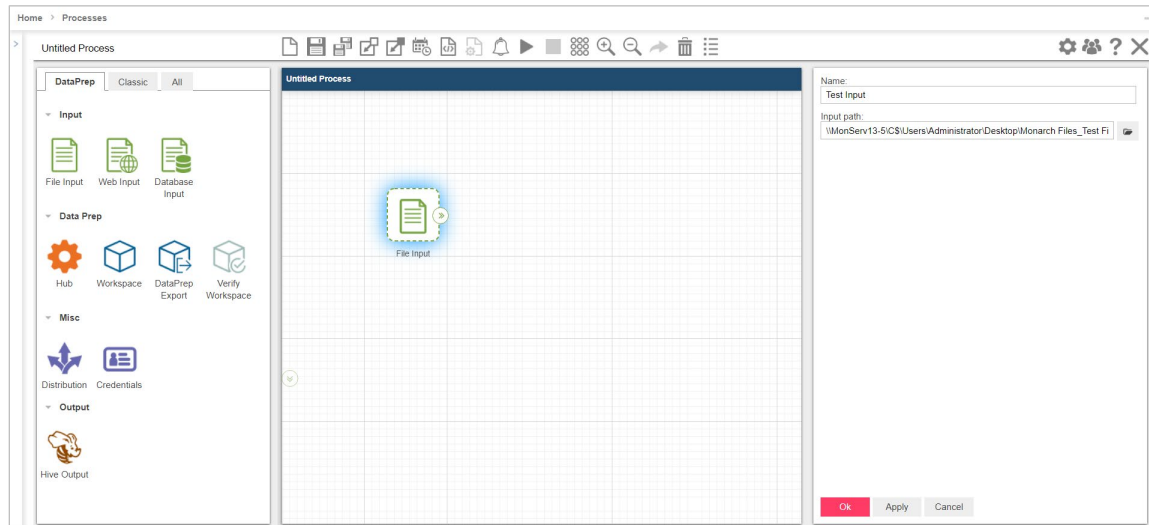 Home > Processes
Untitled Process
DataPrep Classic All
Input
File Input Web Input Database Input
Data Prep
Hub Workspace DataPrep Export Verify Workspace
Misc
Distribution Credentials
Output
Hive Output
Untitled Process
File Input
Name:
Test Input
Input path:
\\MonServ13-5\C$\Users\Administrator\Desktop\Monarch Files_Test Fi
Ok Apply Cancel